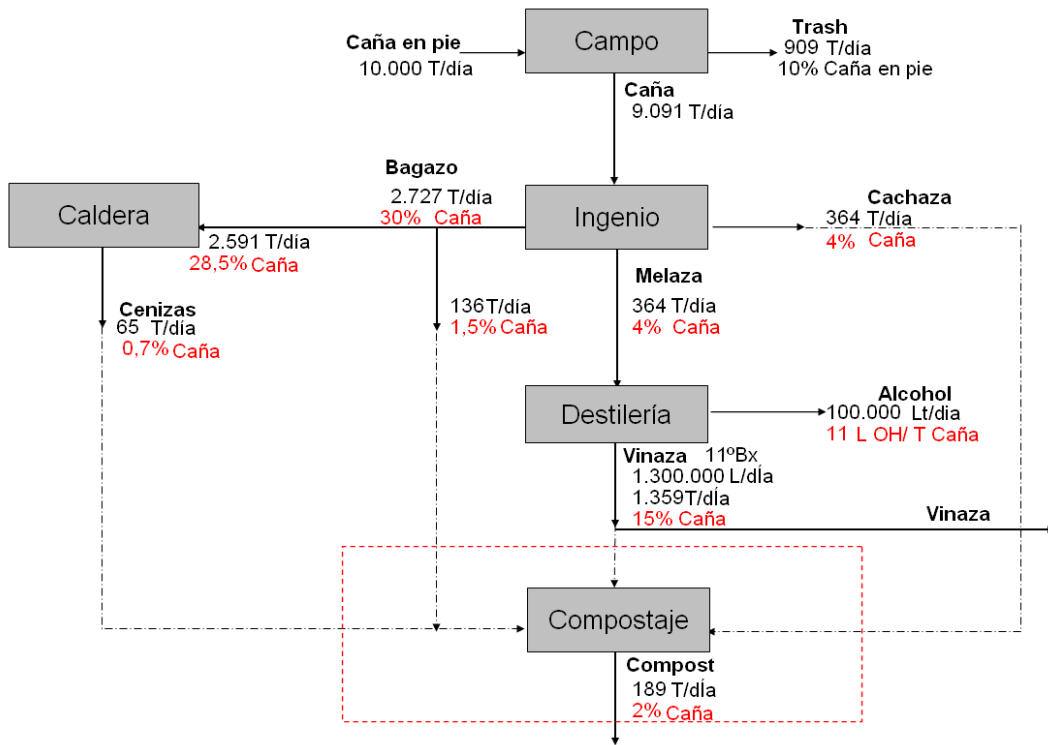 Caña en pie
10.000 T/día
Campo
Trash
909 T/día
10% Caña en pie
Caña
9.091 T/día
Bagazo
2.727 T/día
30% Caña
Caldera
2.591 T/día
28,5% Caña
Ingenio
Cachaza
364 T/día
4% Caña
Cenizas
65 T/día
0,7% Caña
136T/día
1,5% Caña
Melaza
364 T/día
4% Caña
Destilería
Alcohol
100.000 Lt/dia
11 L OH/ T Caña
Vinaza 11ºBx
1.300.000 L/dÍa
1.359T/dÍa
15% Caña
Vinaza
Compostaje
Compost
189 T/dÍa
2% Caña